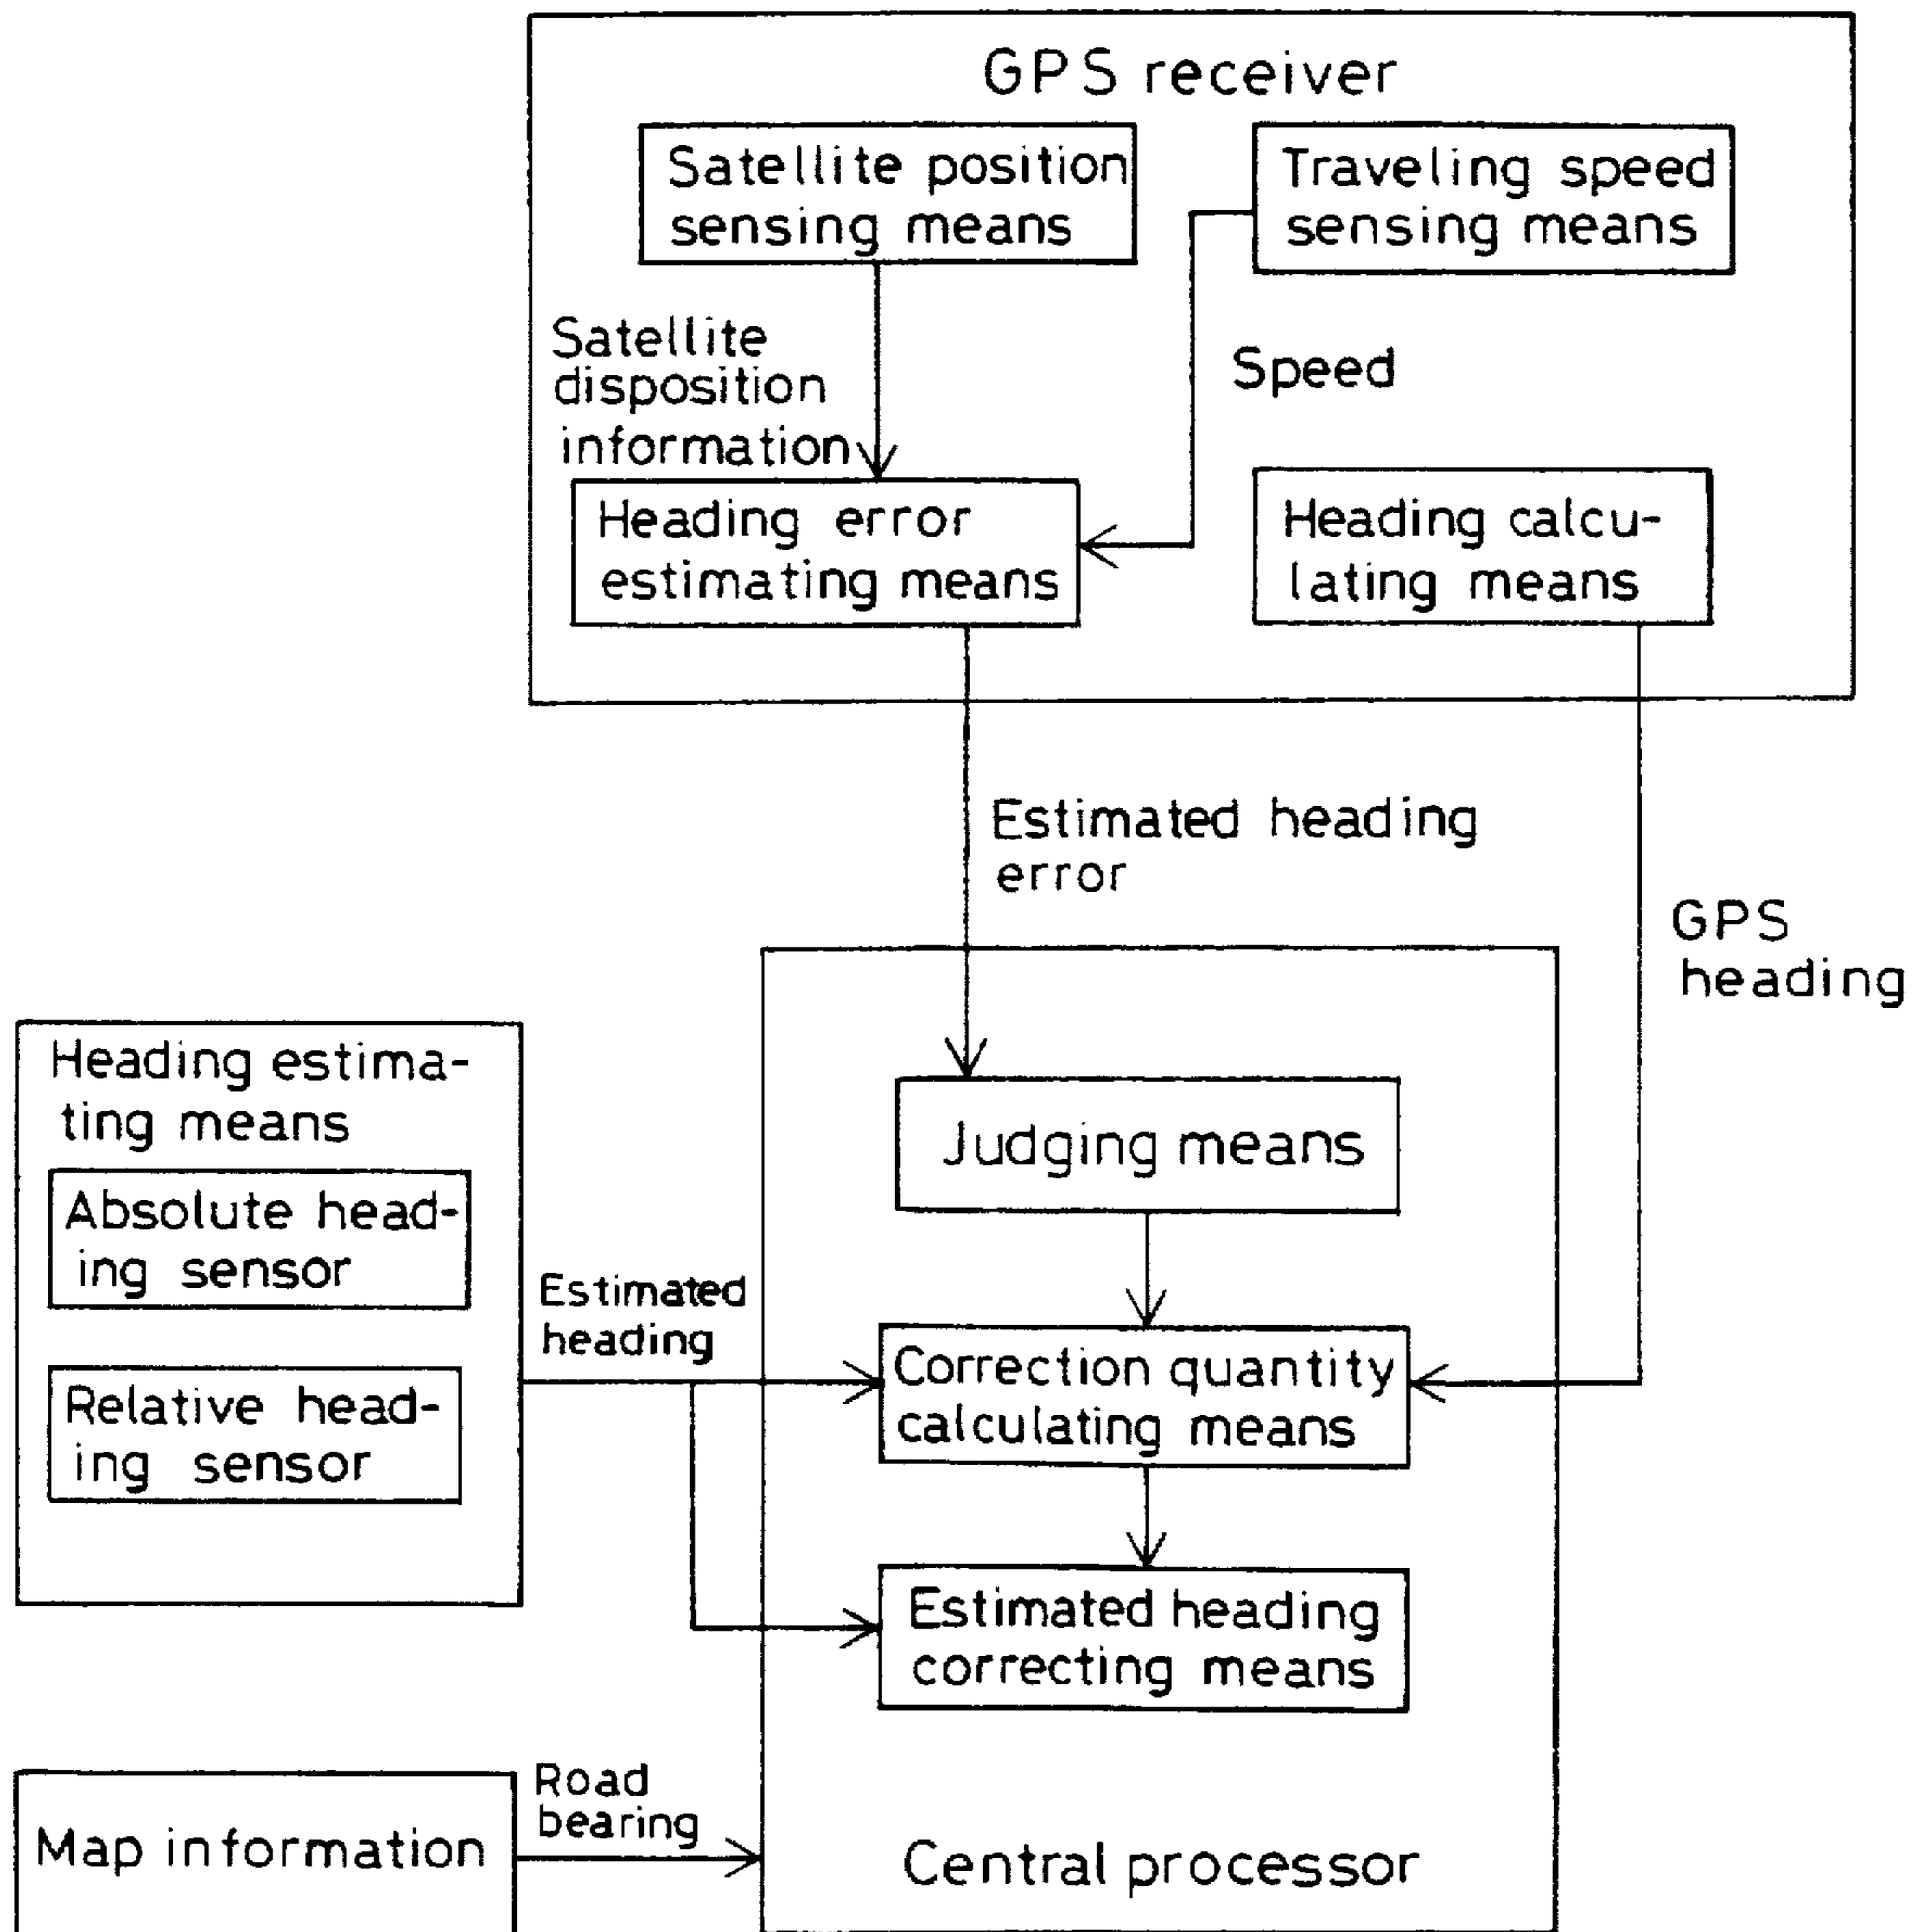 GPS receiver
Satellite position
sensing means
Traveling speed
sensing means
Satellite
disposition
information
Speed
Heading error
estimating means
Heading calcu-
lating means
Estimated heading
error
GPS
heading
Heading estima-
ting means
Absolute head-
ing sensor
Relative head-
ing sensor
Estimated
heading
Judging means
Correction quantity
calculating means
Estimated heading
correcting means
Map information
Road
bearing
Central processor